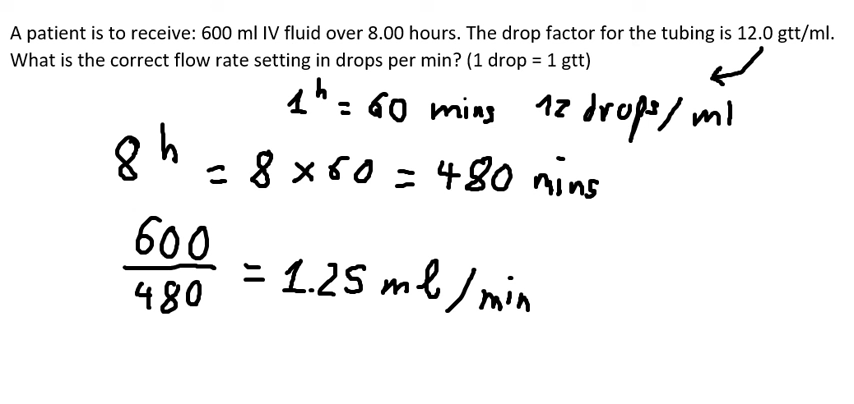 A patient is to receive: 600 ml IV fluid over 8.00 hours. The drop factor for the tubing is 12.0 gtt/ml.
What is the correct flow rate setting in drops per min? (1 drop = 1 gtt)
1h = 60 mins 12 drops/ml
8h = 8 × 60 = 480 mins
600
480 = 1.25 ml/min